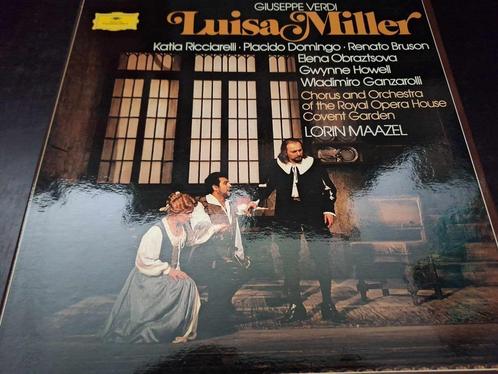 GIUSEPPE VERDI
Luisa Miller
Katia Ricciarelli · Placido Domingo · Renato Bruson
Elena Obraztsova
Gwynne Howell
Wladimiro Ganzarolli
Chorus and Orchestra
of the Royal Opera House
Covent Garden
LORIN MAAZEL